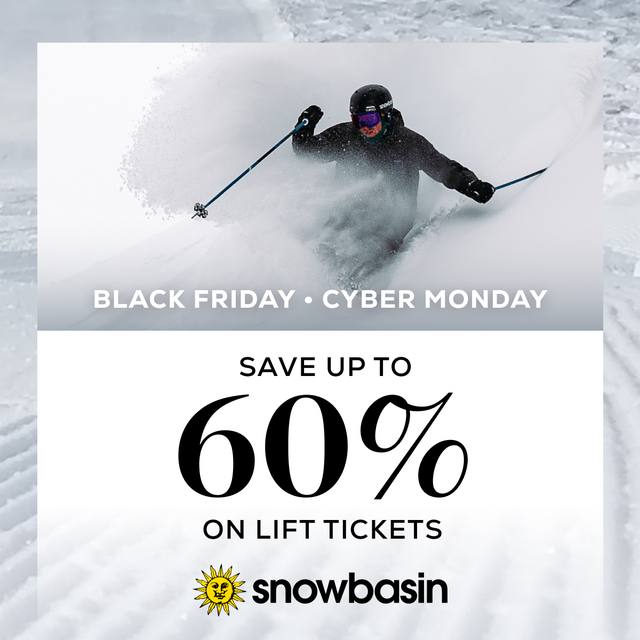 BLACK FRIDAY • CYBER MONDAY
SAVE UP TO
60%
ON LIFT TICKETS
snowbasin